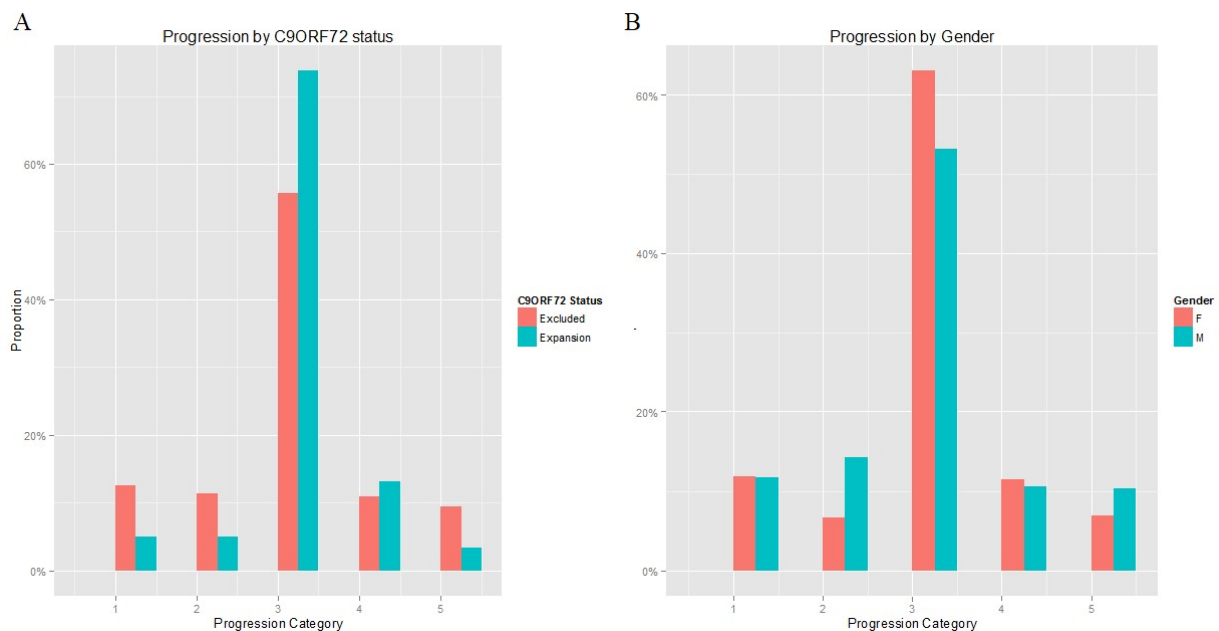 A
Progression by C9ORF72 status
60%
40%
20%
0%
Proportion
1 2 3 4 5
Progression Category
C9ORF72 Status
Excluded
Expansion
B
Progression by Gender
60%
40%
20%
0%
1 2 3 4 5
Progression Category
Gender
F
M